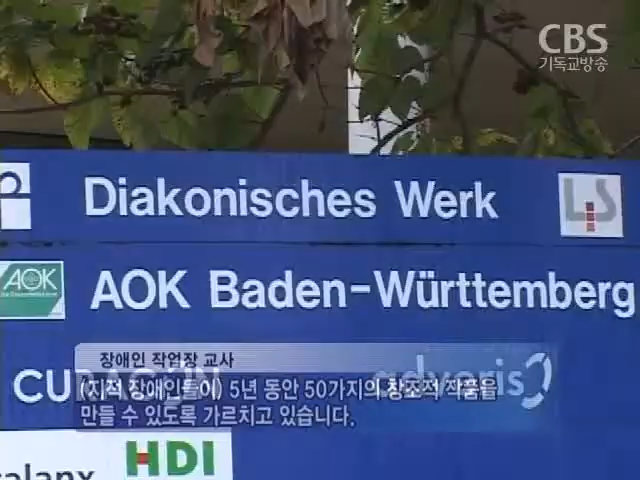 CBS
기독교방송
Diakonisches Werk
LS
AOK
AOK Baden-Württemberg
장애인 작업장 교사
(지적 장애인들이) 5년 동안 50가지의 창조적 작품을
만들 수 있도록 가르치고 있습니다.
HDI